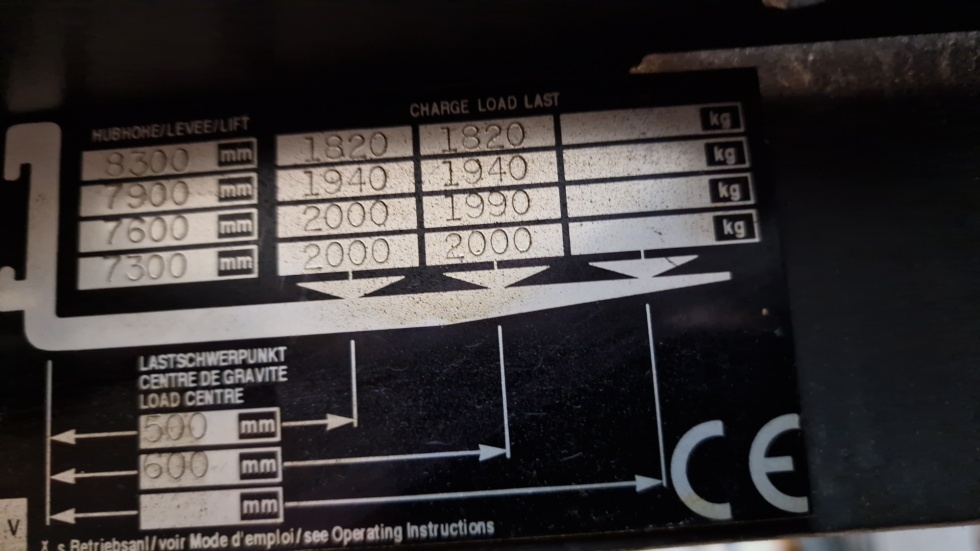 CHARGE LOAD LAST
HUBHÖHE/LEVEE/LIFT
8300 mm 1820 1820 kg
7900 mm 1940 1940 kg
7600 mm 2000 1990 kg
7300 mm 2000 2000 kg
LASTSCHWERPUNKT
CENTRE DE GRAVITE
LOAD CENTRE
500 mm
600 mm
mm
CE
V
x s Betriebsanl/voir Mode d'emploi/see Operating Instructions